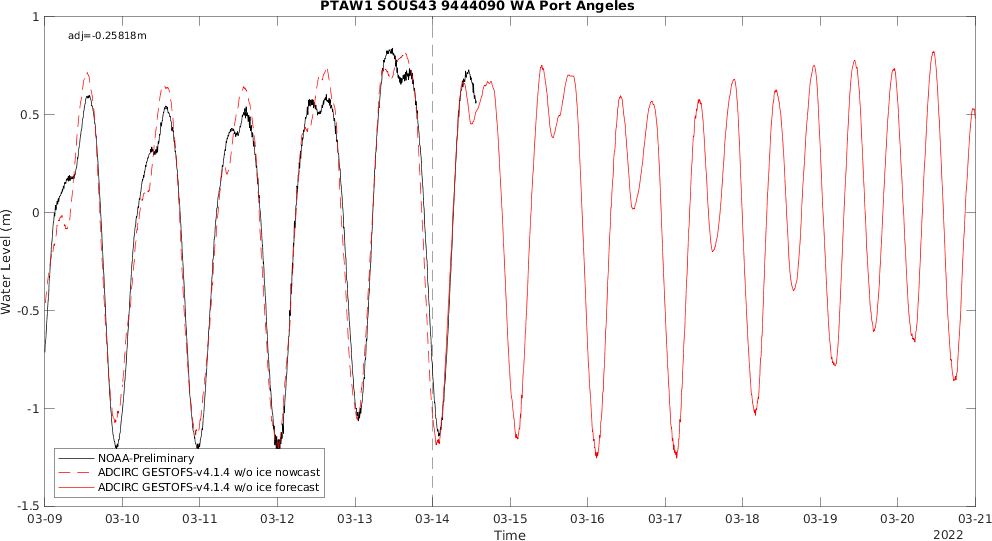 PTAW1 SOUS43 9444090 WA Port Angeles
adj=-0.25818m
1
0.5
0
-0.5
-1
-1.5
Water Level (m)
NOAA-Preliminary
ADCIRC GESTOFS-v4.1.4 w/o ice nowcast
ADCIRC GESTOFS-v4.1.4 w/o ice forecast
03-09 03-10 03-11 03-12 03-13 03-14 03-15 03-16 03-17 03-18 03-19 03-20 03-21
Time
2022